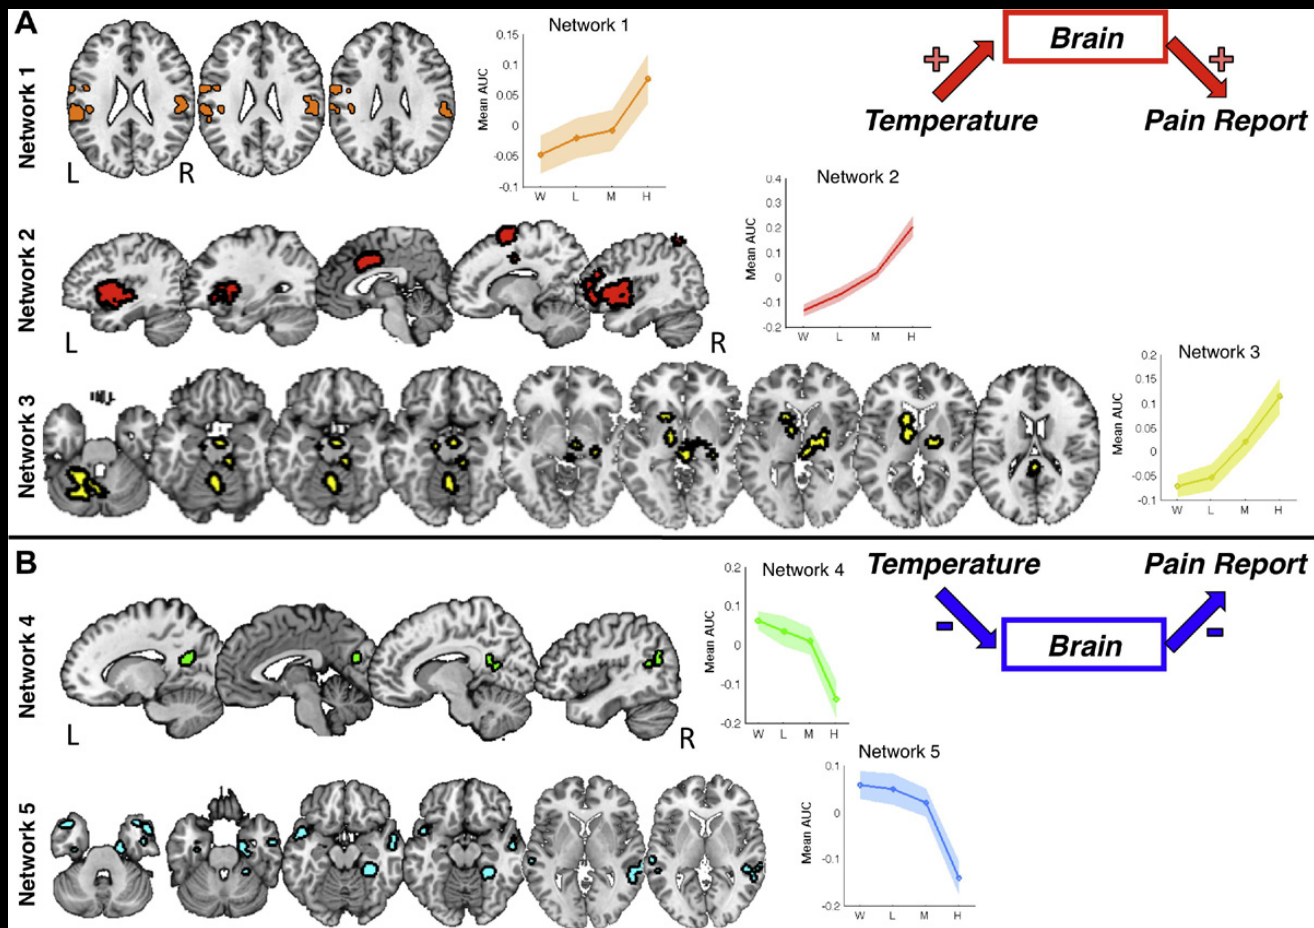 A
Network 1
L
R
Network 1
Mean AUC
0.15
0.1
0.05
0
-0.05
-0.1
W L M H
+
Brain
+
Temperature
Pain Report
Network 2
L
R
Network 2
Mean AUC
0.4
0.3
0.2
0.1
0
-0.1
-0.2
W L M H
Network 3
Network 3
Mean AUC
0.2
0.15
0.1
0.05
0
-0.05
-0.1
W L M H
B
Network 4
L
R
Network 4
Mean AUC
0.2
0.1
0
-0.1
-0.2
W L M H
Temperature
Pain Report
-
Brain
-
Network 5
Network 5
Mean AUC
0.1
0
-0.1
-0.2
W L M H